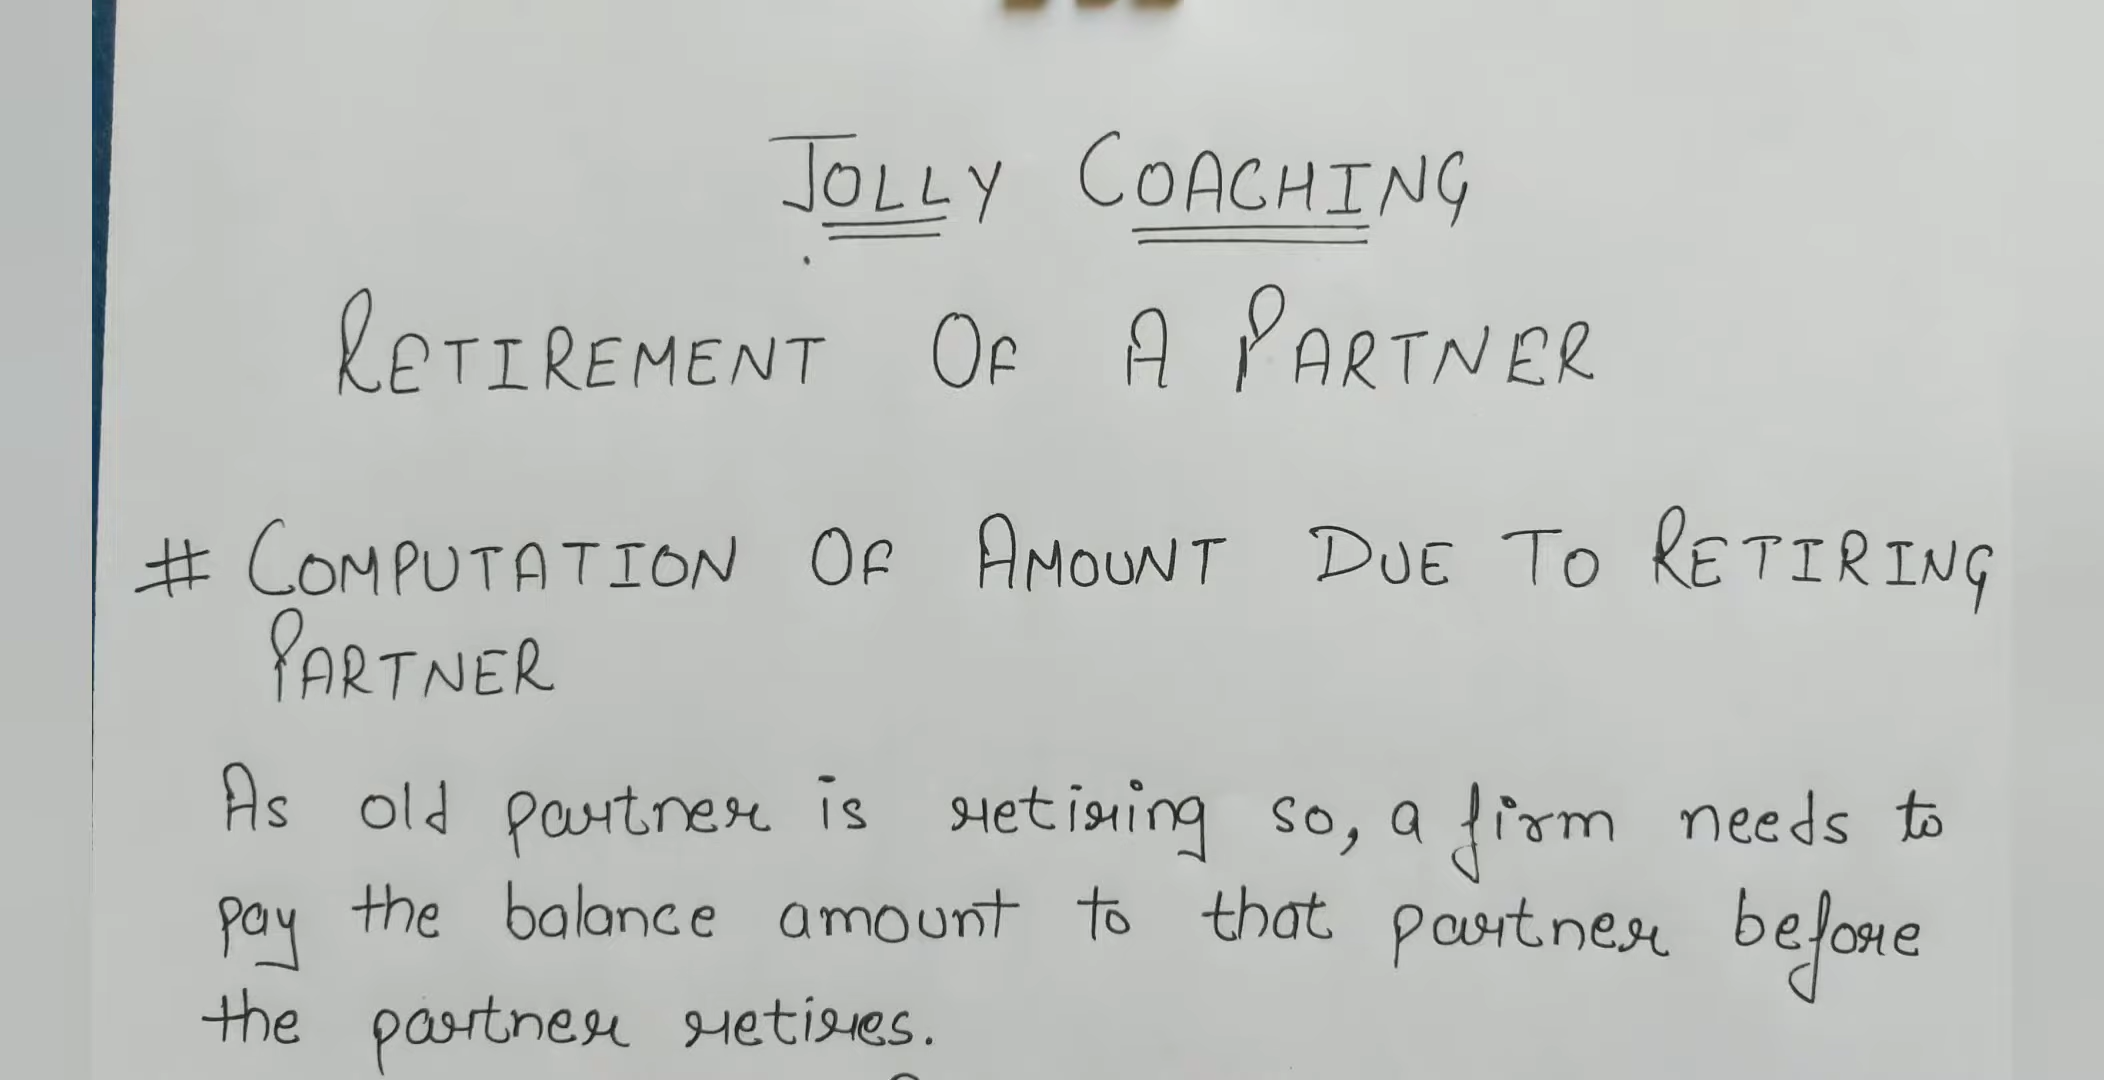 JOLLY COACHING
RETIREMENT OF A PARTNER
# COMPUTATION OF AMOUNT DUE TO RETIRING
PARTNER
As old partner is retiring so, a firm needs to
pay the balance amount to that partner before
the partner retires.